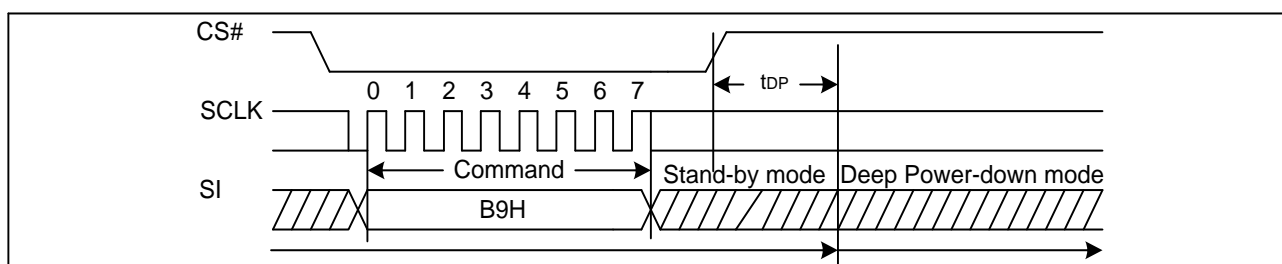 CS#
tDP
0 1 2 3 4 5 6 7
SCLK
Command
Stand-by mode Deep Power-down mode
SI
B9H